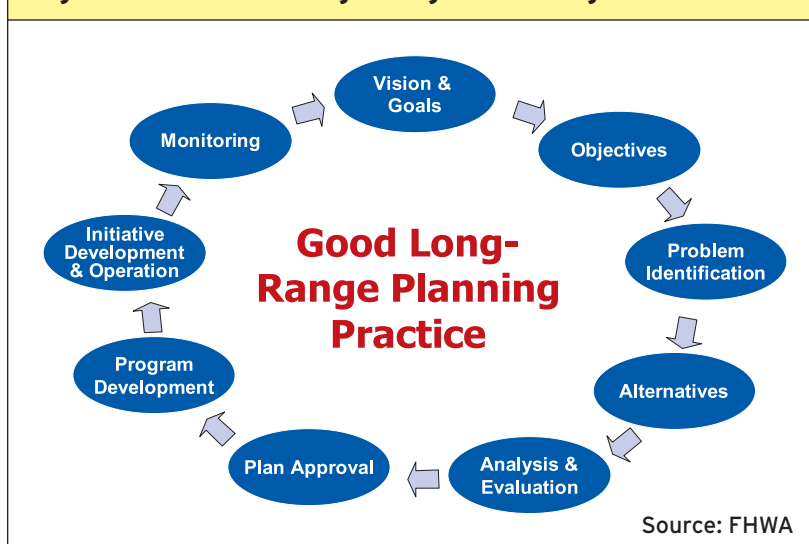 Vision &
Goals
Objectives
Problem
Identification
Alternatives
Analysis &
Evaluation
Plan Approval
Program
Development
Initiative
Development
& Operation
Monitoring
Good Long-
Range Planning
Practice
Source: FHWA